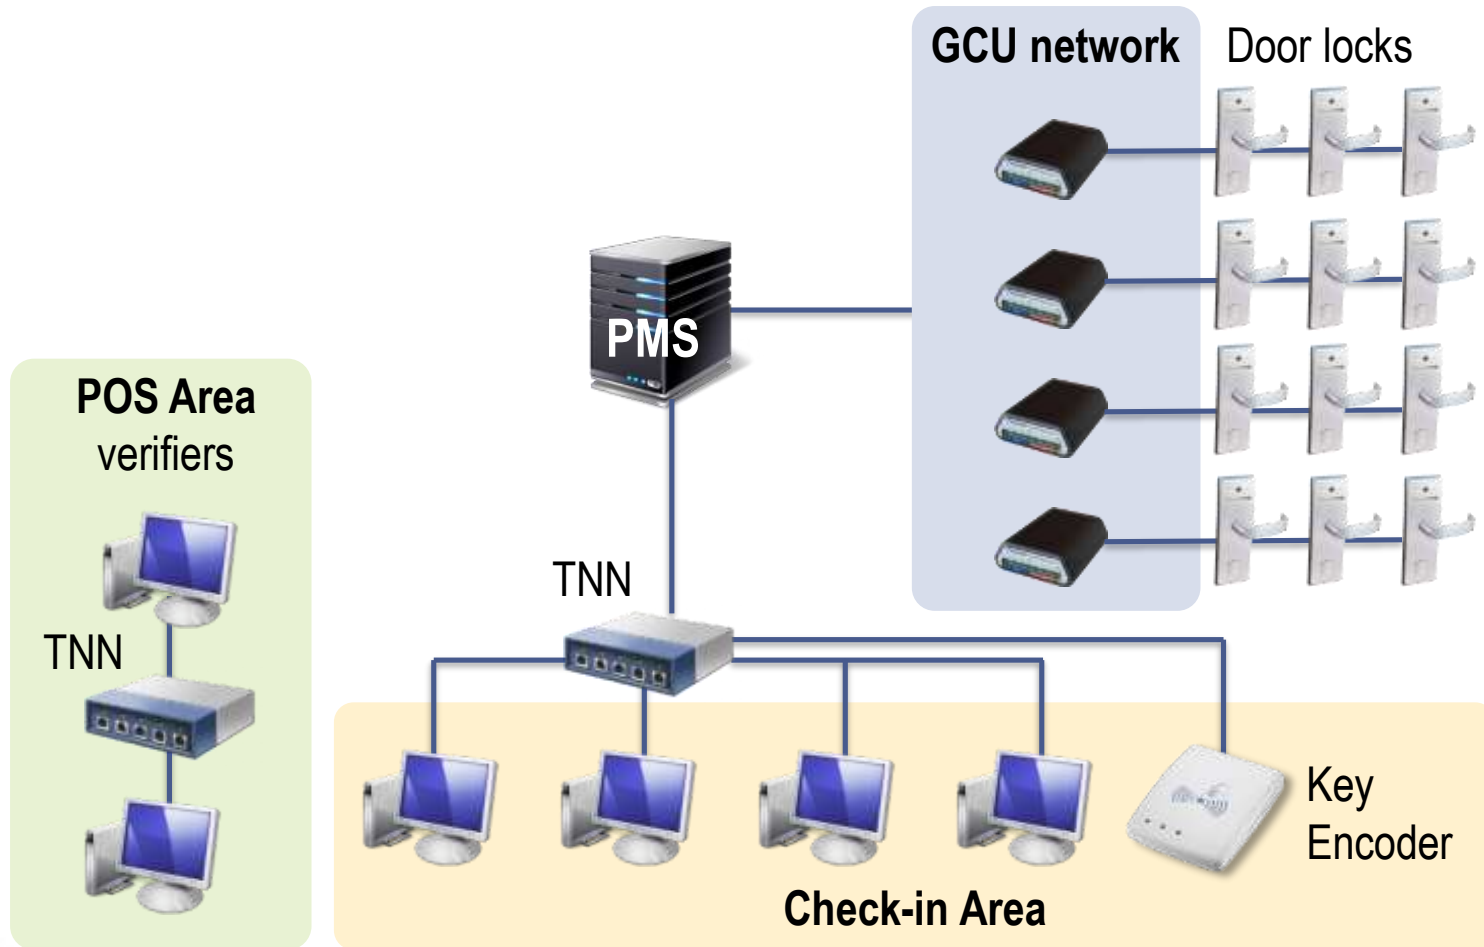 GCU network
Door locks
PMS
POS Area
verifiers
TNN
TNN
Key
Encoder
Check-in Area